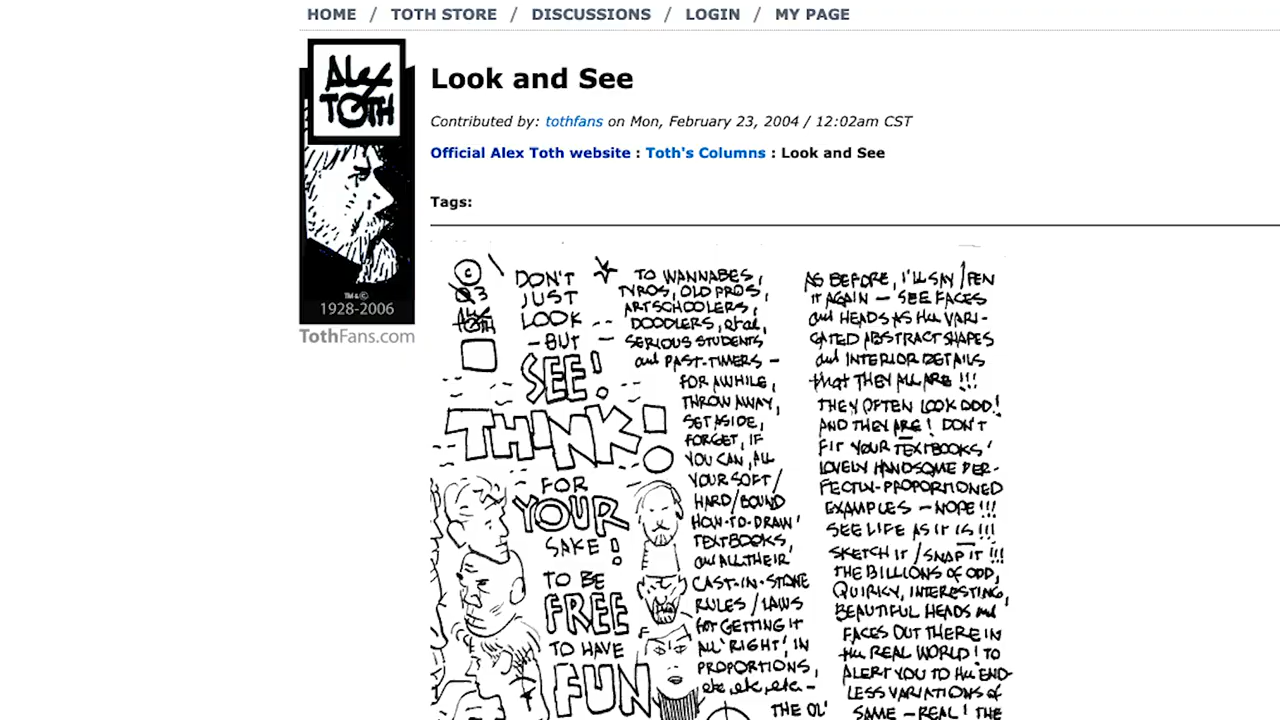 HOME / TOTH STORE / DISCUSSIONS / LOGIN / MY PAGE
ALEX
TOTH
TM & ©
1928-2006
TothFans.com
Look and See
Contributed by: tothfans on Mon, February 23, 2004 / 12:02am CST
Official Alex Toth website : Toth's Columns : Look and See
Tags:
©
03
ALEX
TOTH
DON'T
JUST
LOOK --
-BUT-
SEE!
THINK!
FOR
YOUR
SAKE!
TO BE
FREE
TO HAVE
FUN
TO WANNABES,
TYROS, OLD PROS,
ARTSCHOOLERS,
DOODLERS, et al,
SERIOUS STUDENTS
and PAST-TIMERS -
FOR AWHILE,
THROW AWAY,
SET ASIDE,
FORGET, IF
YOU CAN, ALL
YOUR SOFT/
HARD/BOUND
HOW-TO-DRAW
TEXTBOOKS,
and ALL THEIR
CAST-IN-STONE
RULES/LAWS
for GETTING IT
ALL 'RIGHT', IN
PROPORTIONS,
etc, etc, etc -
THE OL'
AS BEFORE, I'LL SAY/PEN
IT AGAIN - SEE FACES
and HEADS AS the VARI-
GATED ABSTRACT SHAPES
and INTERIOR DETAILS
that THEY ALL ARE!!!
THEY OFTEN LOOK ODD!
AND THEY ARE! DON'T
FIT YOUR TEXTBOOKS'
LOVELY HANDSOME PER-
FECTLY-PROPORTIONED
EXAMPLES - NOPE!!!
SEE LIFE AS IT IS!!!
SKETCH IT/SNAP IT!!!
THE BILLIONS OF ODD,
QUIRKY, INTERESTING,
BEAUTIFUL HEADS and
FACES OUT THERE IN
the REAL WORLD! TO
ALERT YOU TO the END-
LESS VARIATIONS of
SAME - REAL! THE